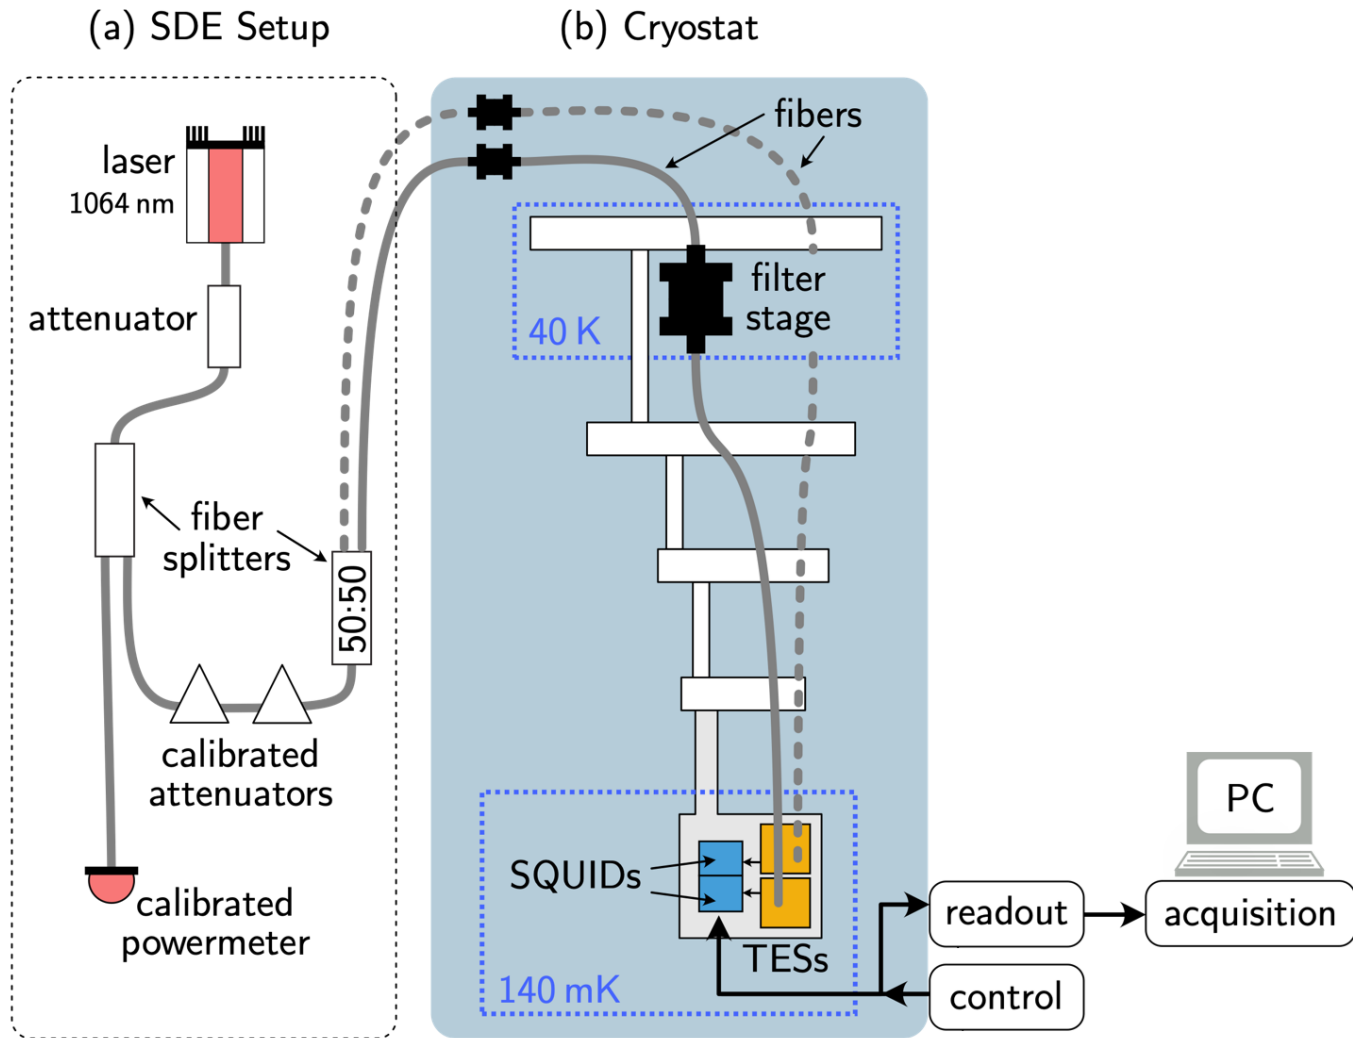 (a) SDE Setup
(b) Cryostat
laser
1064 nm
attenuator
fiber
splitters
50:50
calibrated
attenuators
calibrated
powermeter
fibers
filter
stage
40 K
SQUIDs
TESs
140 mK
readout
control
PC
acquisition